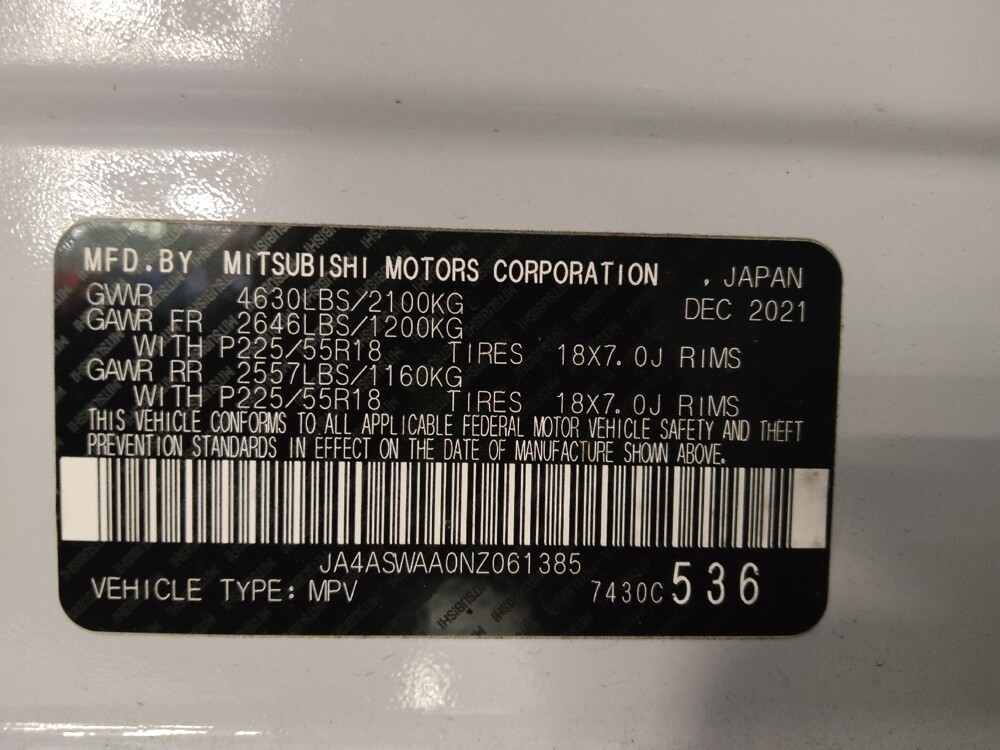 MFD.BY MITSUBISHI MOTORS CORPORATION , JAPAN
GVWR 4630LBS/2100KG DEC 2021
GAWR FR 2646LBS/1200KG
WITH P225/55R18 TIRES 18X7.0J RIMS
GAWR RR 2557LBS/1160KG
WITH P225/55R18 TIRES 18X7.0J RIMS
THIS VEHICLE CONFORMS TO ALL APPLICABLE FEDERAL MOTOR VEHICLE SAFETY AND THEFT
PREVENTION STANDARDS IN EFFECT ON THE DATE OF MANUFACTURE SHOWN ABOVE.
JA4ASWAA0NZ061385
VEHICLE TYPE: MPV 7430C 536